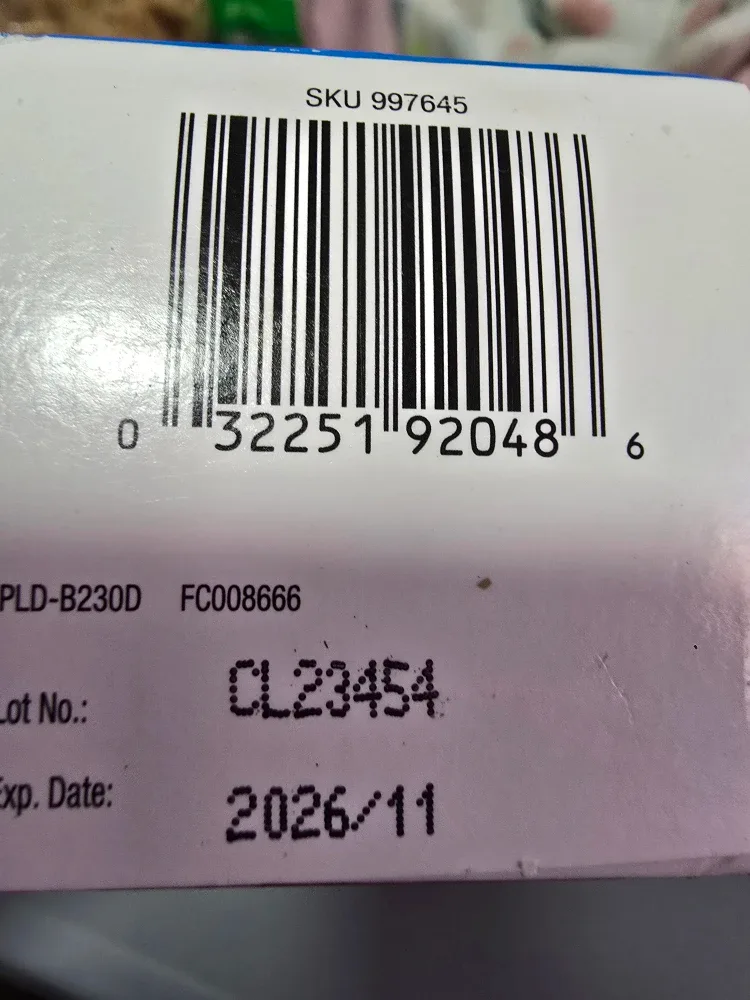 SKU 997645
0 32251 92048 6
PLD-B230D FC008666
Lot No.: CL23454
Exp. Date: 2026/11